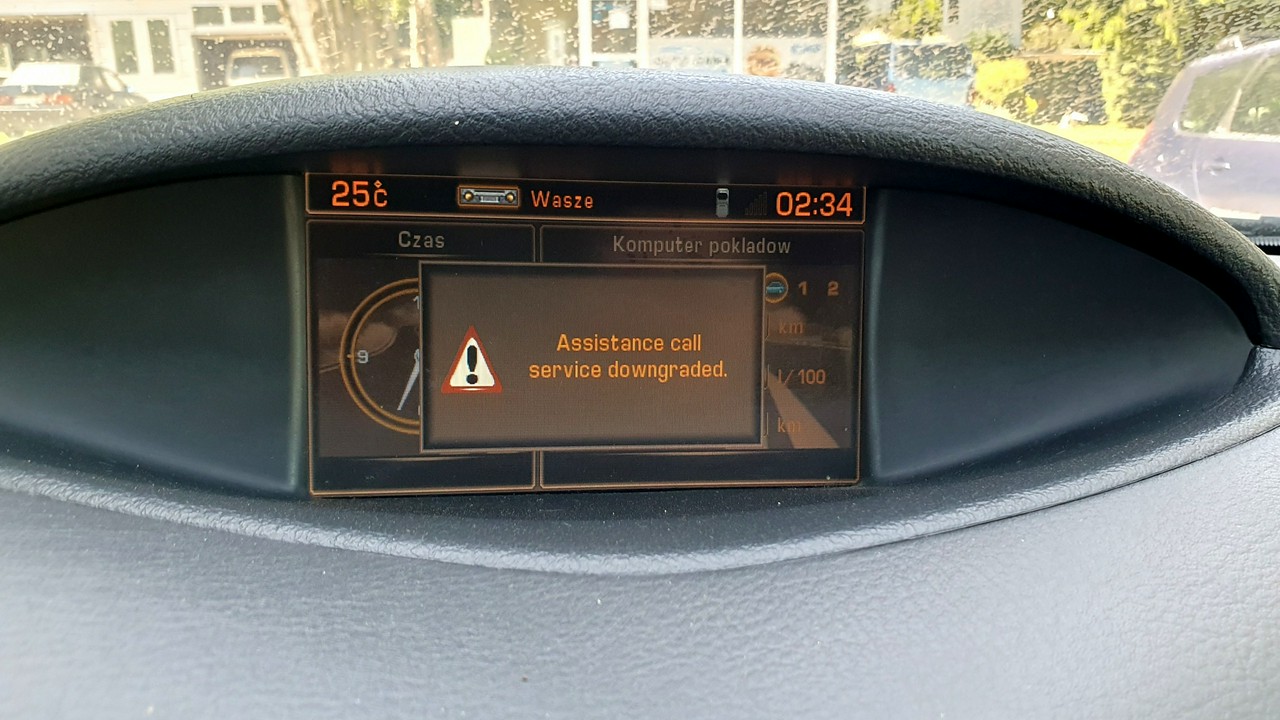 25°C Wasze 02:34
Czas Komputer pokladow
1 2
km
9
Assistance call
service downgraded.
l/100
km